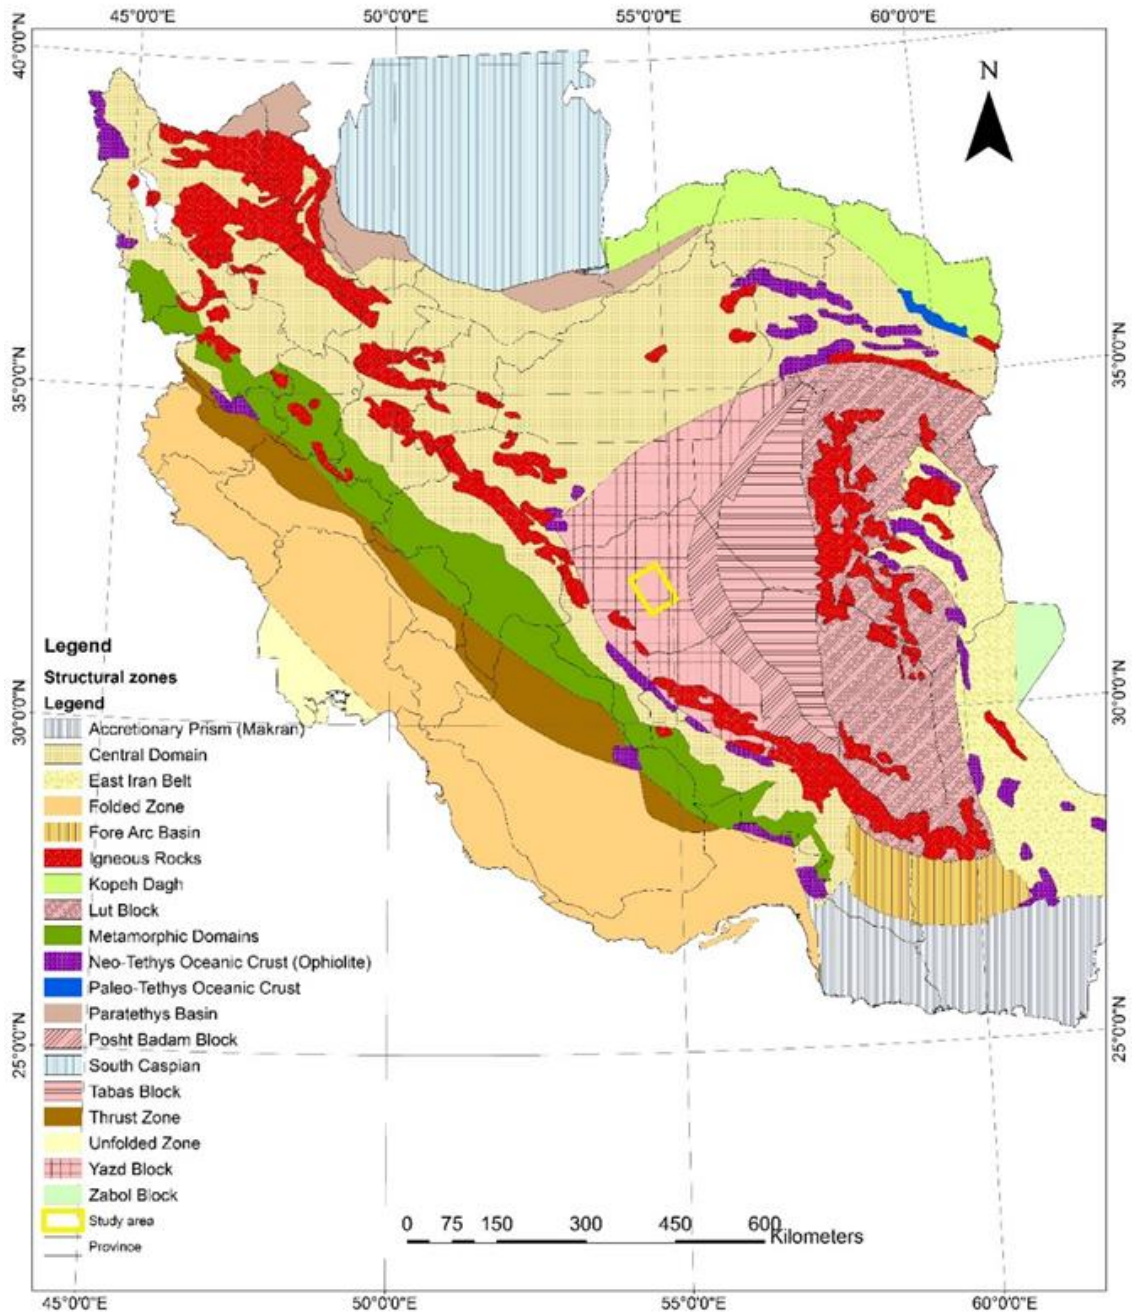 45°0'0"E 50°0'0"E 55°0'0"E 60°0'0"E
40°0'0"N
N
35°0'0"N
35°0'0"N
30°0'0"N
30°0'0"N
25°0'0"N
25°0'0"N
Legend
Structural zones
Legend
Accretionary Prism (Makran)
Central Domain
East Iran Belt
Folded Zone
Fore Arc Basin
Igneous Rocks
Kopeh Dagh
Lut Block
Metamorphic Domains
Neo-Tethys Oceanic Crust (Ophiolite)
Paleo-Tethys Oceanic Crust
Paratethys Basin
Posht Badam Block
South Caspian
Tabas Block
Thrust Zone
Unfolded Zone
Yazd Block
Zabol Block
Study area
Province
0 75 150 300 450 600
Kilometers
45°0'0"E 50°0'0"E 55°0'0"E 60°0'0"E